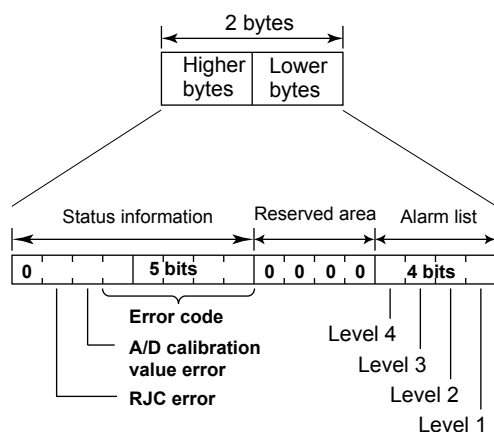 2 bytes
Higher bytes
Lower bytes
Status information
Reserved area
Alarm list
0
5 bits
0 0 0 0
4 bits
Error code
A/D calibration
value error
RJC error
Level 4
Level 3
Level 2
Level 1